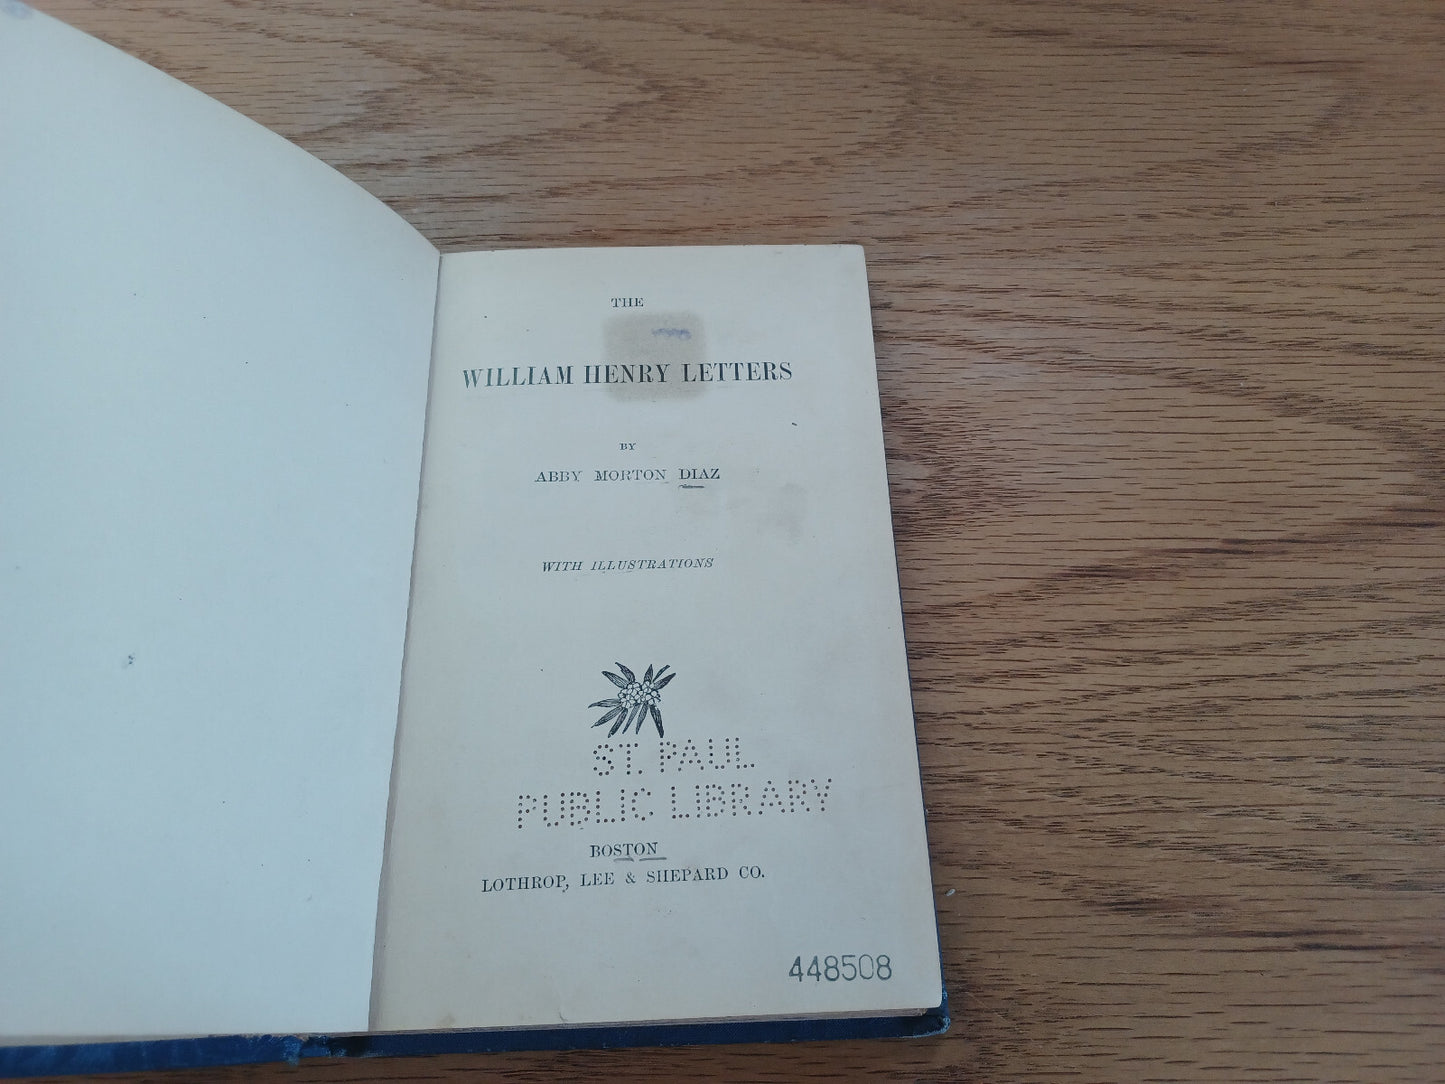 THE
WILLIAM HENRY LETTERS
BY
ABBY MORTON DIAZ
WITH ILLUSTRATIONS
ST. PAUL
PUBLIC LIBRARY
BOSTON
LOTHROP, LEE & SHEPARD CO.
448508